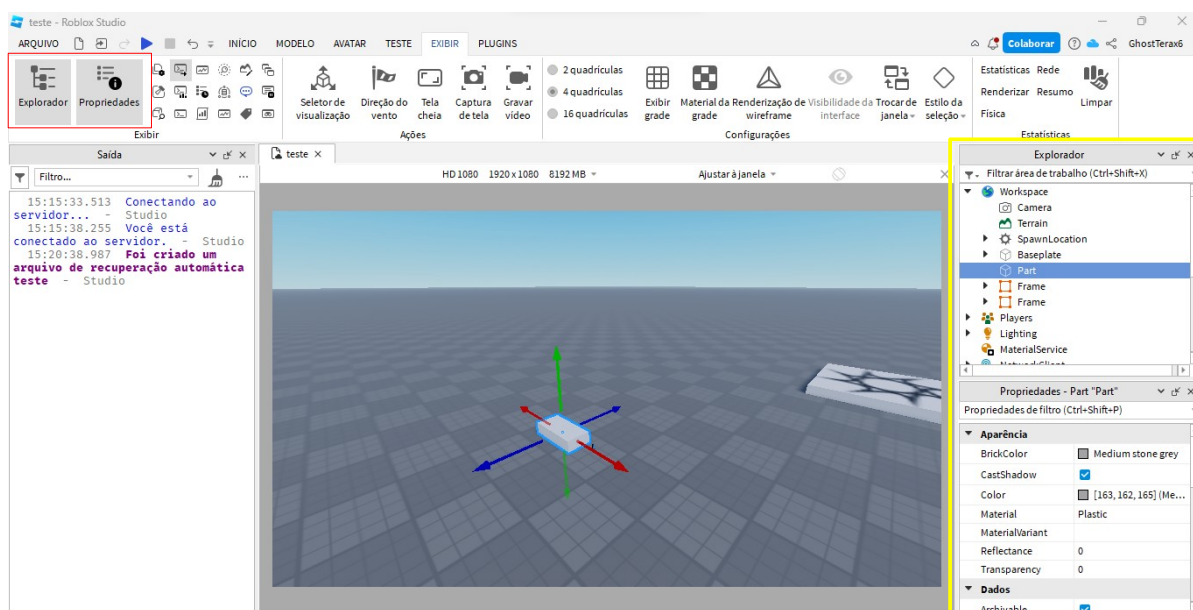 teste - Roblox Studio
ARQUIVO INÍCIO MODELO AVATAR TESTE EXIBIR PLUGINS Colaborar GhostTerax6
Explorador Propriedades
Exibir
Seletor de visualização
Direção do vento
Tela cheia
Captura de tela
Gravar vídeo
Ações
2 quadrículas
4 quadrículas
16 quadrículas
Exibir grade
Material da grade
Renderização de wireframe
Visibilidade da interface
Trocar de janela
Estilo da seleção
Configurações
Estatísticas Rede
Renderizar Resumo
Física
Limpar
Estatísticas
Saída
Filtro...
15:15:33.513 Conectando ao
servidor... - Studio
15:15:38.255 Você está
conectado ao servidor. - Studio
15:20:38.987 Foi criado um
arquivo de recuperação automática
teste - Studio
teste
HD 1080 1920 x 1080 8192 MB
Ajustar à janela
Explorador
Filtrar área de trabalho (Ctrl+Shift+X)
Workspace
Camera
Terrain
SpawnLocation
Baseplate
Part
Frame
Frame
Players
Lighting
MaterialService
NetworkClient
Propriedades - Part "Part"
Propriedades de filtro (Ctrl+Shift+P)
Aparência
BrickColor Medium stone grey
CastShadow
Color [163, 162, 165] (Me...
Material Plastic
MaterialVariant
Reflectance 0
Transparency 0
Dados
Archivable